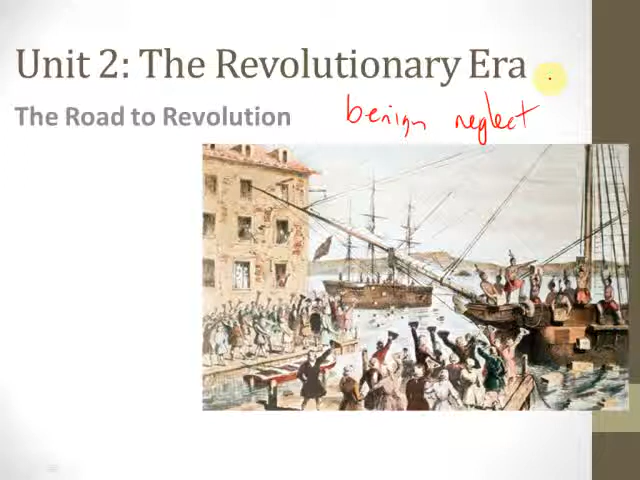 Unit 2: The Revolutionary Era
The Road to Revolution
benign neglect